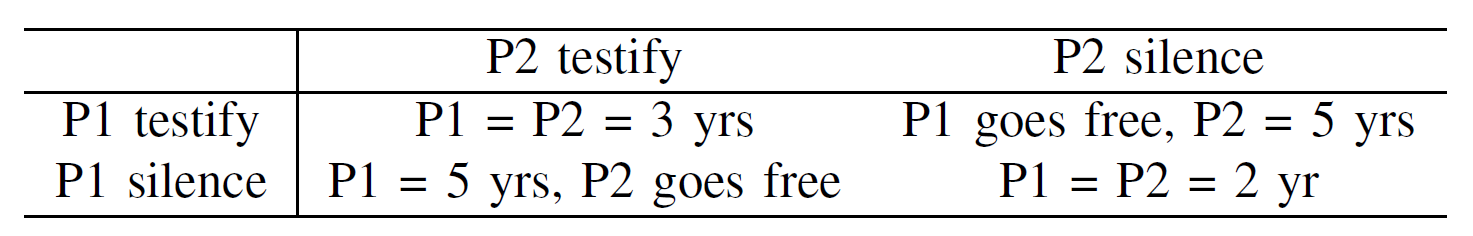 P2 testify P2 silence
P1 testify P1 = P2 = 3 yrs P1 goes free, P2 = 5 yrs
P1 silence P1 = 5 yrs, P2 goes free P1 = P2 = 2 yr